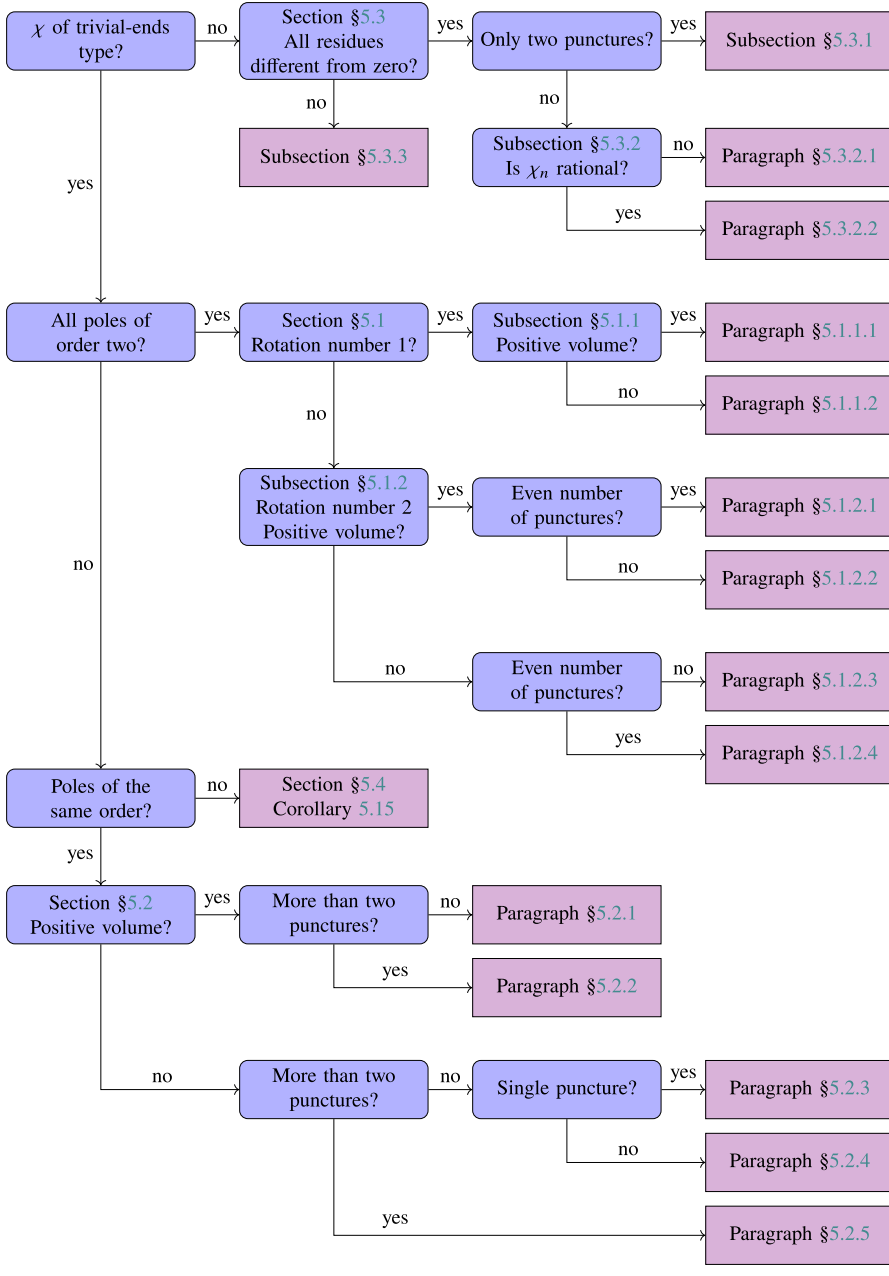 χ of trivial-ends
type?
no
Section §5.3
All residues
different from zero?
yes
Only two punctures?
yes
Subsection §5.3.1
no
no
Subsection §5.3.3
Subsection §5.3.2
Is χn rational?
no
Paragraph §5.3.2.1
yes
yes
Paragraph §5.3.2.2
All poles of
order two?
yes
Section §5.1
Rotation number 1?
yes
Subsection §5.1.1
Positive volume?
yes
Paragraph §5.1.1.1
no
Paragraph §5.1.1.2
no
Subsection §5.1.2
Rotation number 2
Positive volume?
yes
Even number
of punctures?
yes
Paragraph §5.1.2.1
no
Paragraph §5.1.2.2
no
no
Even number
of punctures?
no
Paragraph §5.1.2.3
yes
Paragraph §5.1.2.4
Poles of the
same order?
no
Section §5.4
Corollary 5.15
yes
Section §5.2
Positive volume?
yes
More than two
punctures?
no
Paragraph §5.2.1
yes
Paragraph §5.2.2
no
More than two
punctures?
no
Single puncture?
yes
Paragraph §5.2.3
no
Paragraph §5.2.4
yes
Paragraph §5.2.5